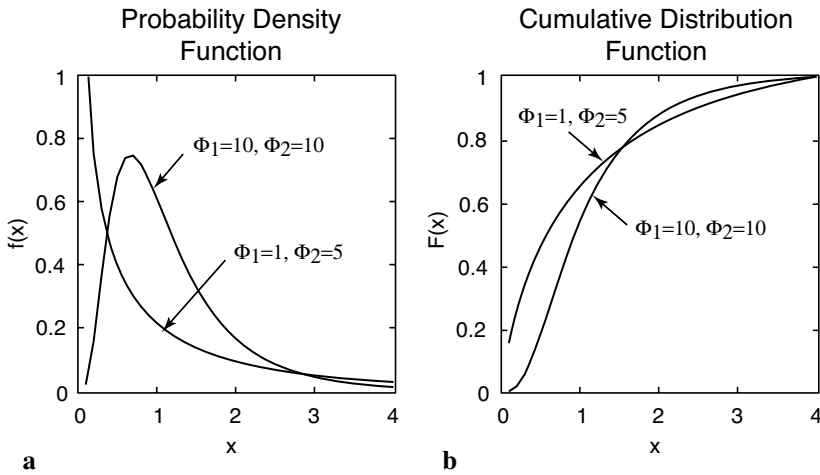 Probability Density
Function
1
0.8
0.6
0.4
0.2
0
f(x)
Φ1=10, Φ2=10
Φ1=1, Φ2=5
0 1 2 3 4
x
a
Cumulative Distribution
Function
1
0.8
0.6
0.4
0.2
0
F(x)
Φ1=1, Φ2=5
Φ1=10, Φ2=10
0 1 2 3 4
x
b